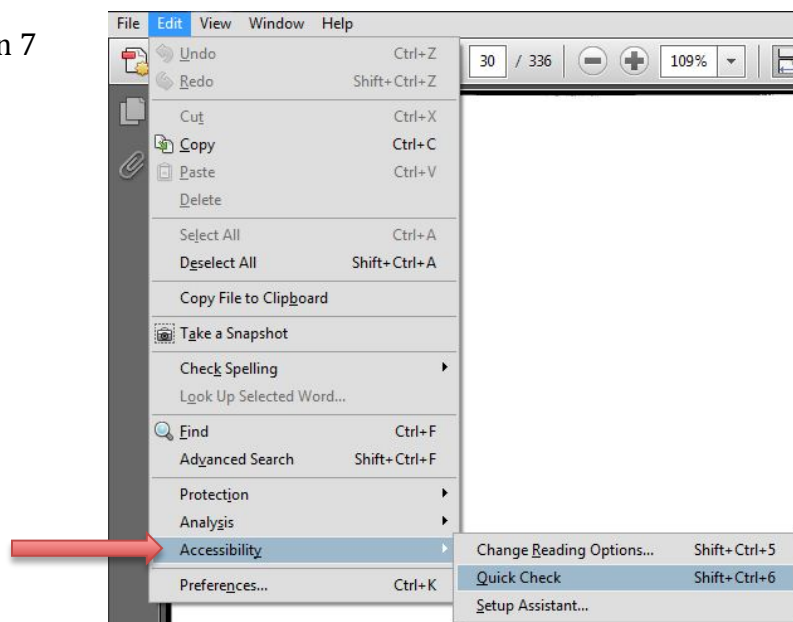 n 7
File Edit View Window Help
30 / 336 109%
Undo Ctrl+Z
Redo Shift+Ctrl+Z
Cut Ctrl+X
Copy Ctrl+C
Paste Ctrl+V
Delete
Select All Ctrl+A
Deselect All Shift+Ctrl+A
Copy File to Clipboard
Take a Snapshot
Check Spelling
Look Up Selected Word...
Find Ctrl+F
Advanced Search Shift+Ctrl+F
Protection
Analysis
Accessibility
Change Reading Options... Shift+Ctrl+5
Quick Check Shift+Ctrl+6
Setup Assistant...
Preferences... Ctrl+K